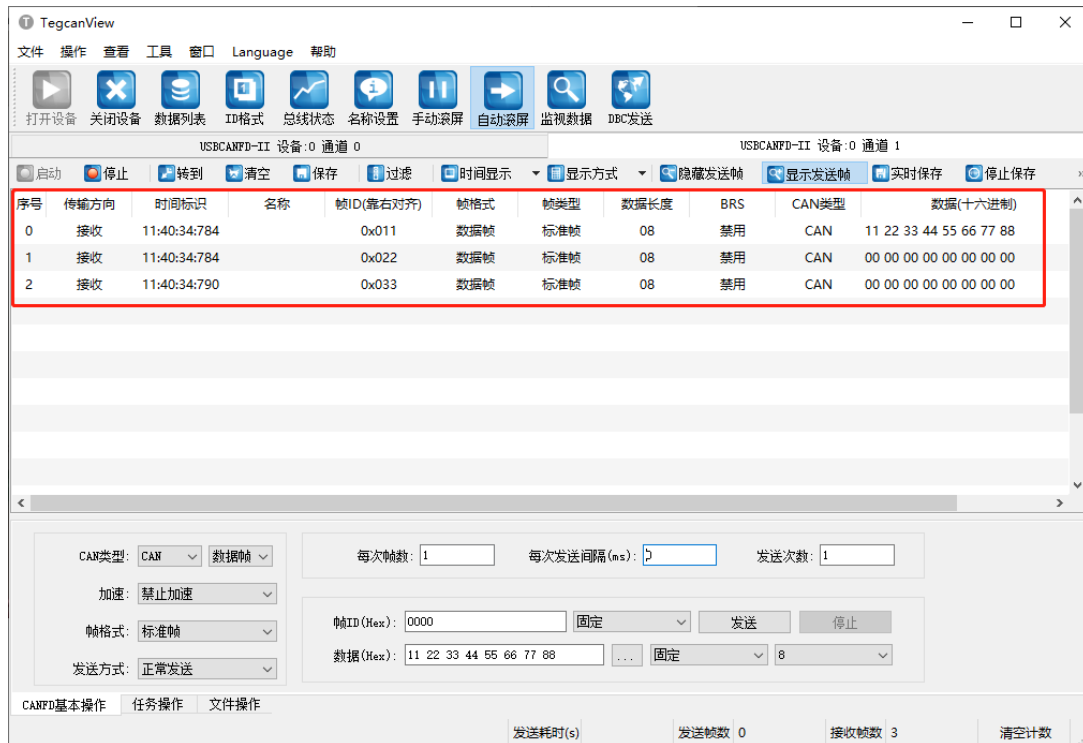 TegcanView
文件 操作 查看 工具 窗口 Language 帮助
打开设备 关闭设备 数据列表 ID格式 总线状态 名称设置 手动滚屏 自动滚屏 监视数据 DBC发送
USBCANFD-II 设备:0 通道 0 USBCANFD-II 设备:0 通道 1
启动 停止 转到 清空 保存 过滤 时间显示 显示方式 隐藏发送帧 显示发送帧 实时保存 停止保存
序号 传输方向 时间标识 名称 帧ID(靠右对齐) 帧格式 帧类型 数据长度 BRS CAN类型 数据(十六进制)
0 接收 11:40:34:784 0x011 数据帧 标准帧 08 禁用 CAN 11 22 33 44 55 66 77 88
1 接收 11:40:34:784 0x022 数据帧 标准帧 08 禁用 CAN 00 00 00 00 00 00 00 00
2 接收 11:40:34:790 0x033 数据帧 标准帧 08 禁用 CAN 00 00 00 00 00 00 00 00
CAN类型: CAN 数据帧 每次帧数: 1 每次发送间隔(ms): 发送次数: 1
加速: 禁止加速
帧ID(Hex): 0000 固定 发送 停止
帧格式: 标准帧
数据(Hex): 11 22 33 44 55 66 77 88 ... 固定 8
发送方式: 正常发送
CANFD基本操作 任务操作 文件操作
发送耗时(s) 发送帧数 0 接收帧数 3 清空计数